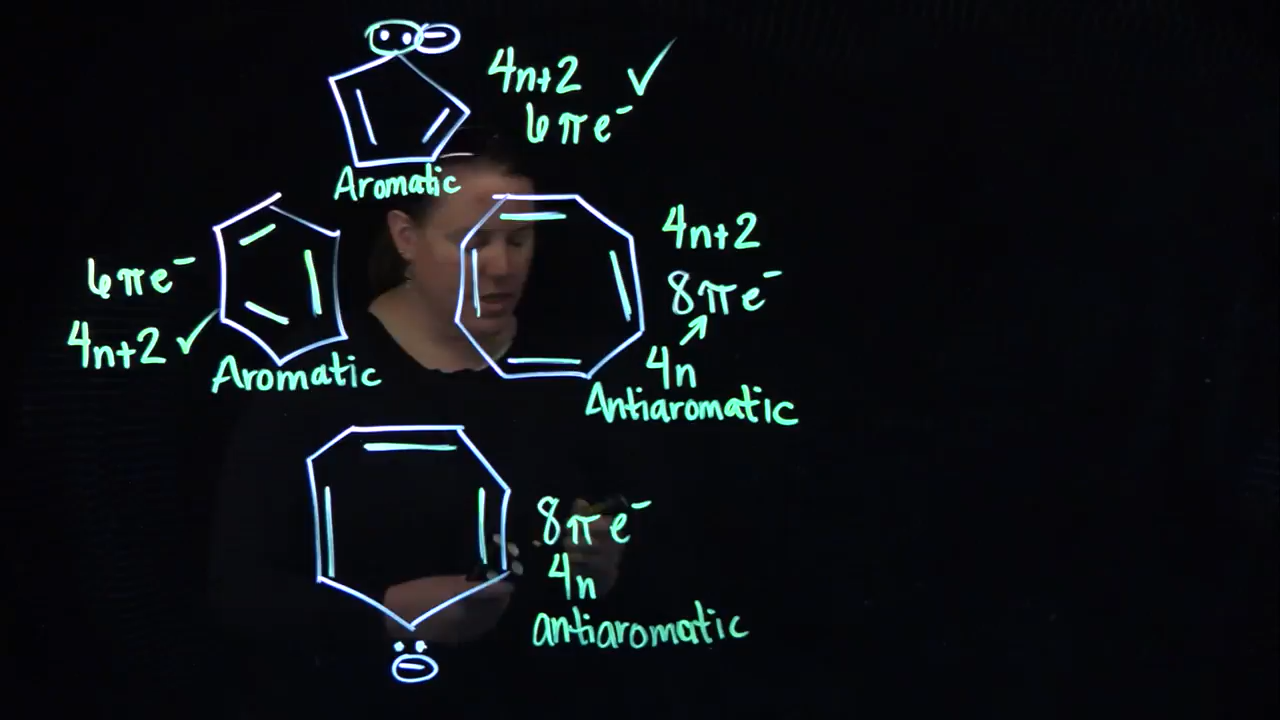 4n+2 ✓
6πe⁻
Aromatic
6πe⁻
4n+2 ✓
Aromatic
4n+2
8πe⁻
4n
Antiaromatic
8πe⁻
4n
antiaromatic